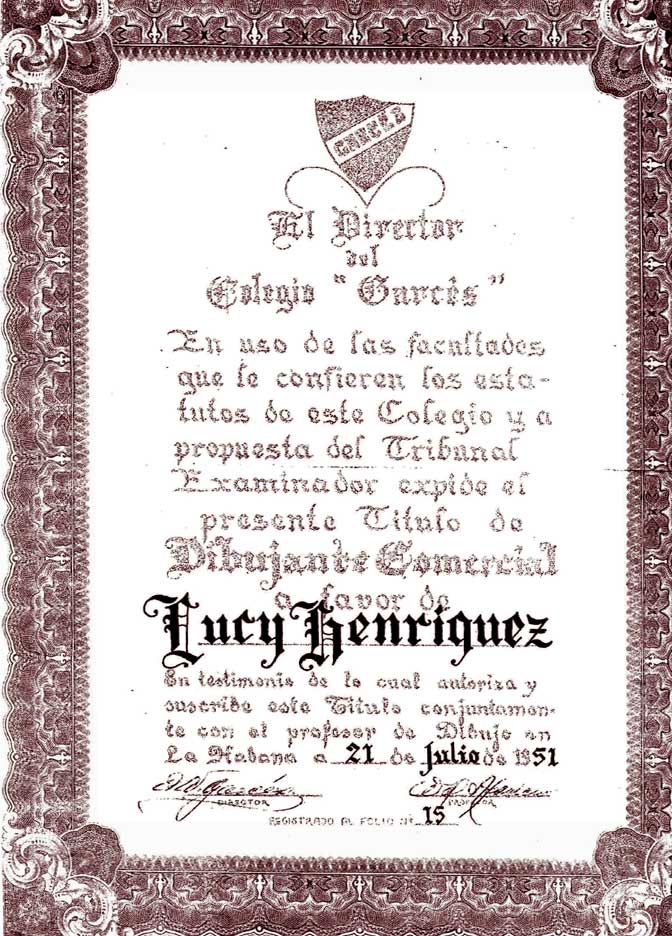 GARCES
El Director
del
Colegio "Garcés"
En uso de las facultades
que le confieren los esta-
tutos de este Colegio y a
propuesta del Tribunal
Examinador expide el
presente Titulo de
Dibujante Comercial
a favor de
Lucy Henriquez
En testimonio de lo cual autoriza y
suscribe este Titulo conjuntamen-
te con el profesor de Dibujo en
La Habana a 21 de Julio de 1951
DIRECTOR
REGISTRADO AL FOLIO Nº 15